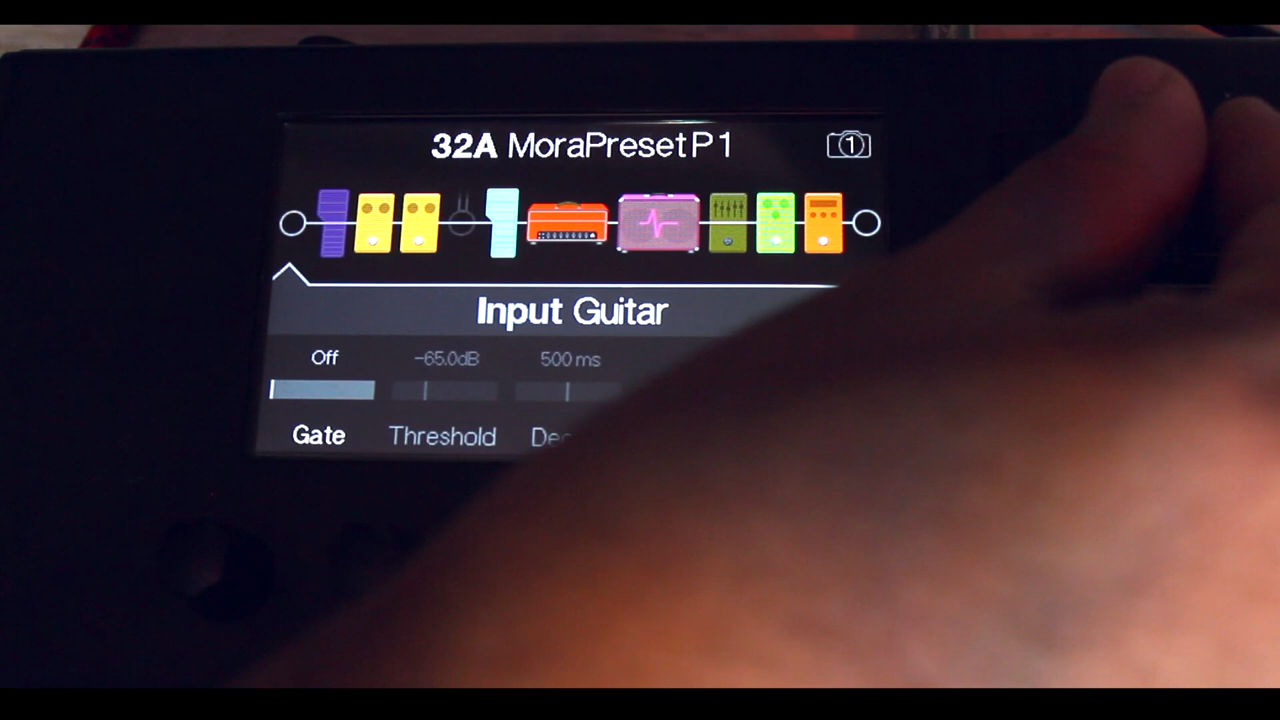 32A MoraPreset P1 1
Input Guitar
Off -65.0dB 500 ms
Gate Threshold